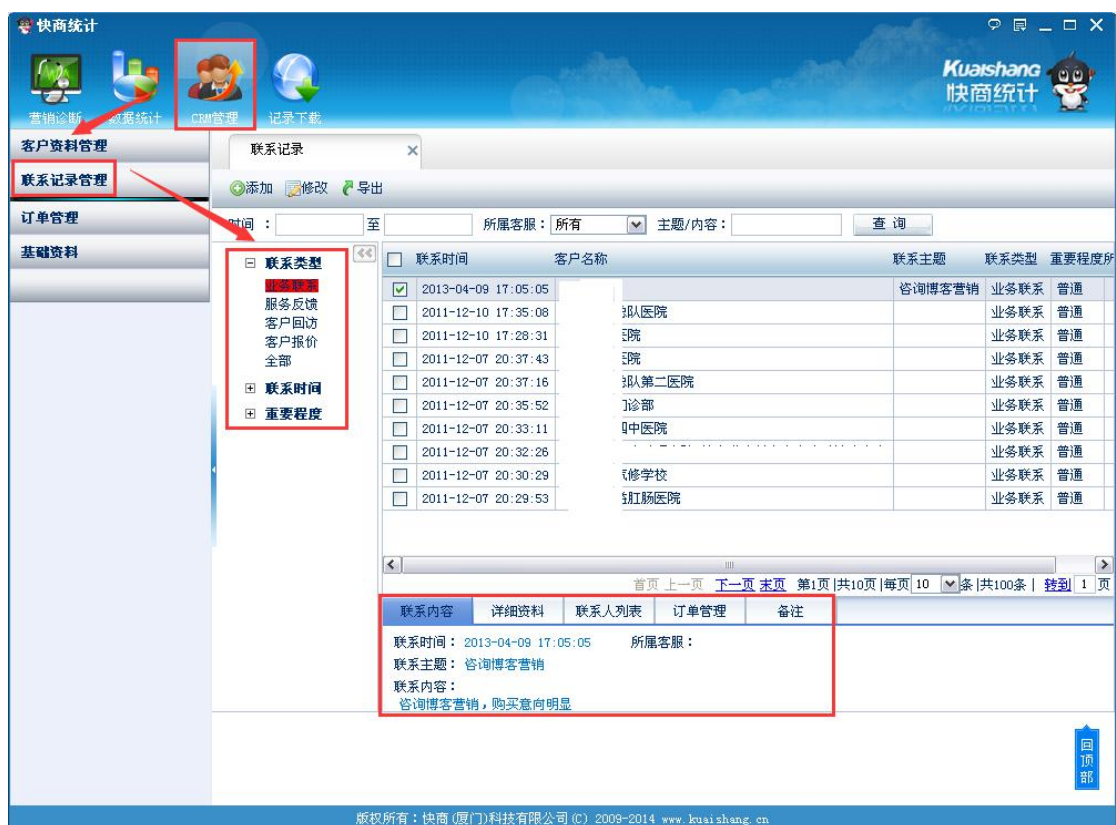 快商统计
Kuaishang
快商统计
营销诊断 数据统计 CRM管理 记录下载
客户资料管理
联系记录管理
订单管理
基础资料
联系记录
添加 修改 导出
时间： 至 所属客服： 所有 主题/内容： 查 询
联系类型
业务联系
服务反馈
客户回访
客户报价
全部
联系时间
重要程度
联系时间 客户名称 联系主题 联系类型 重要程度 所
2013-04-09 17:05:05 咨询博客营销 业务联系 普通
2011-12-10 17:35:08 队医院 业务联系 普通
2011-12-10 17:28:31 院 业务联系 普通
2011-12-07 20:37:43 院 业务联系 普通
2011-12-07 20:37:16 队第二医院 业务联系 普通
2011-12-07 20:35:52 诊部 业务联系 普通
2011-12-07 20:33:11 中医院 业务联系 普通
2011-12-07 20:32:26 业务联系 普通
2011-12-07 20:30:29 修学校 业务联系 普通
2011-12-07 20:29:53 肛肠医院 业务联系 普通
首页 上一页 下一页 末页 第1页|共10页|每页 10 条|共100条| 转到 1 页
联系内容 详细资料 联系人列表 订单管理 备注
联系时间： 2013-04-09 17:05:05 所属客服：
联系主题： 咨询博客营销
联系内容：
咨询博客营销，购买意向明显
回顶部
版权所有：快商(厦门)科技有限公司(C) 2009-2014 www.kuaishang.cn